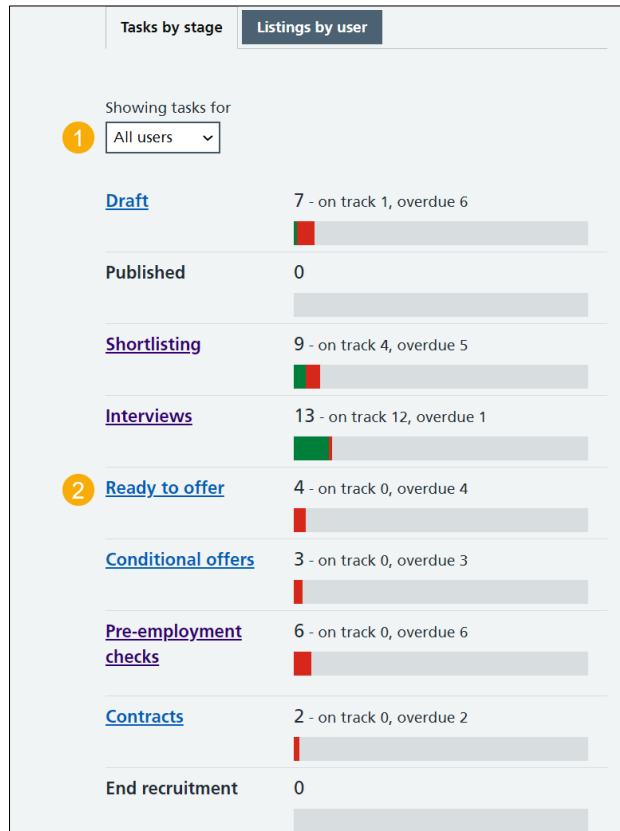 Tasks by stage
Listings by user
Showing tasks for
1
All users
Draft
7 - on track 1, overdue 6
Published
0
Shortlisting
9 - on track 4, overdue 5
Interviews
13 - on track 12, overdue 1
2
Ready to offer
4 - on track 0, overdue 4
Conditional offers
3 - on track 0, overdue 3
Pre-employment
checks
6 - on track 0, overdue 6
Contracts
2 - on track 0, overdue 2
End recruitment
0